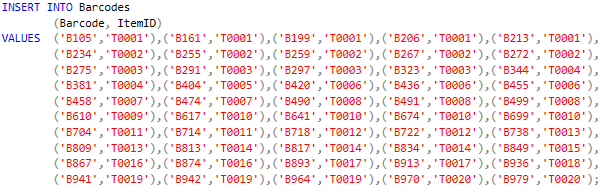 INSERT INTO Barcodes
(Barcode, ItemID)
VALUES ('B105','T0001'),('B161','T0001'),('B199','T0001'),('B206','T0001'),('B213','T0001'),
('B234','T0002'),('B255','T0002'),('B259','T0002'),('B267','T0002'),('B272','T0002'),
('B275','T0003'),('B291','T0003'),('B297','T0003'),('B323','T0003'),('B344','T0004'),
('B381','T0004'),('B404','T0005'),('B420','T0006'),('B436','T0006'),('B455','T0006'),
('B458','T0007'),('B474','T0007'),('B490','T0008'),('B491','T0008'),('B499','T0008'),
('B610','T0009'),('B617','T0010'),('B641','T0010'),('B674','T0010'),('B699','T0010'),
('B704','T0011'),('B714','T0011'),('B718','T0012'),('B722','T0012'),('B738','T0013'),
('B809','T0013'),('B813','T0014'),('B817','T0014'),('B834','T0014'),('B849','T0015'),
('B867','T0016'),('B874','T0016'),('B893','T0017'),('B913','T0017'),('B936','T0018'),
('B941','T0019'),('B942','T0019'),('B964','T0019'),('B970','T0020'),('B979','T0020');